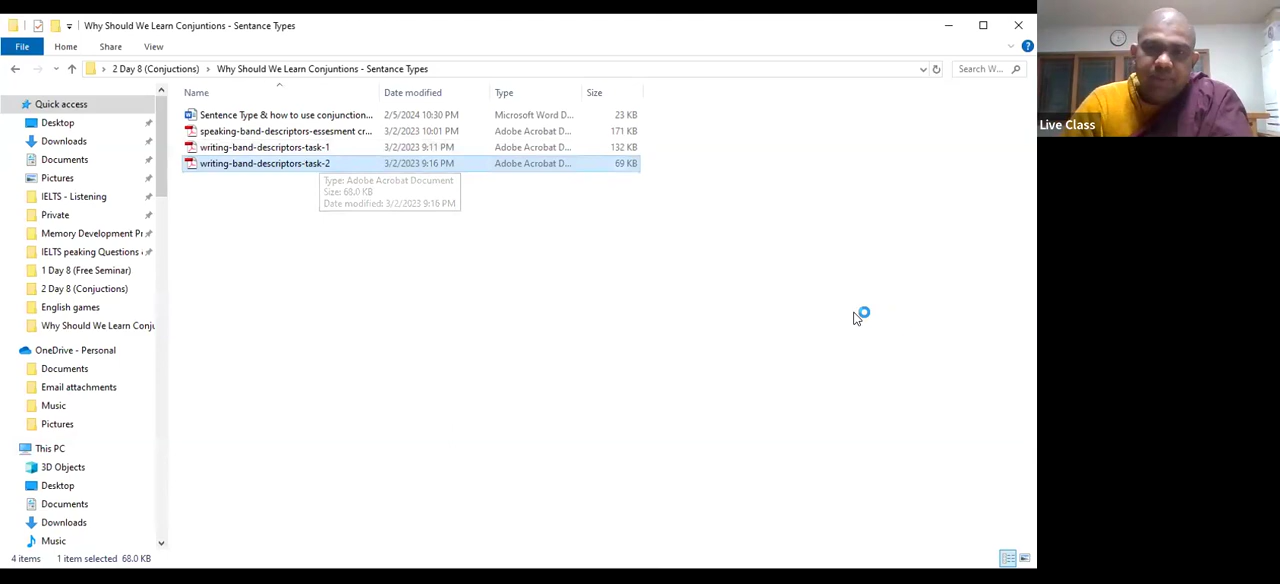 Why Should We Learn Conjuntions - Sentance Types
File Home Share View
2 Day 8 (Conjuctions) Why Should We Learn Conjuntions - Sentance Types Search W...
Quick access
Desktop
Downloads
Documents
Pictures
IELTS - Listening
Private
Memory Development Pr
IELTS peaking Questions
1 Day 8 (Free Seminar)
2 Day 8 (Conjuctions)
English games
Why Should We Learn Conju
OneDrive - Personal
Documents
Email attachments
Music
Pictures
This PC
3D Objects
Desktop
Documents
Downloads
Music
Name Date modified Type Size
Sentence Type & how to use conjunction... 2/5/2024 10:30 PM Microsoft Word D... 23 KB
speaking-band-descriptors-essesment cr... 3/2/2023 10:01 PM Adobe Acrobat D... 171 KB
writing-band-descriptors-task-1 3/2/2023 9:11 PM Adobe Acrobat D... 132 KB
writing-band-descriptors-task-2 3/2/2023 9:16 PM Adobe Acrobat D... 69 KB
Type: Adobe Acrobat Document
Size: 68.0 KB
Date modified: 3/2/2023 9:16 PM
4 items 1 item selected 68.0 KB
Live Class